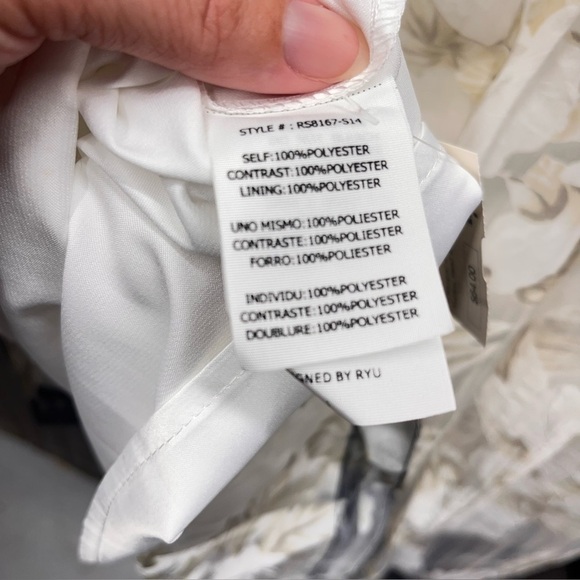 STYLE # : RS8167-S14
SELF:100%POLYESTER
CONTRAST:100%POLYESTER
LINING:100%POLYESTER
UNO MISMO:100%POLIESTER
CONTRASTE:100%POLIESTER
FORRO:100%POLIESTER
INDIVIDU:100%POLYESTER
CONTRASTE:100%POLYESTER
DOUBLURE:100%POLYESTER
GNED BY RYU